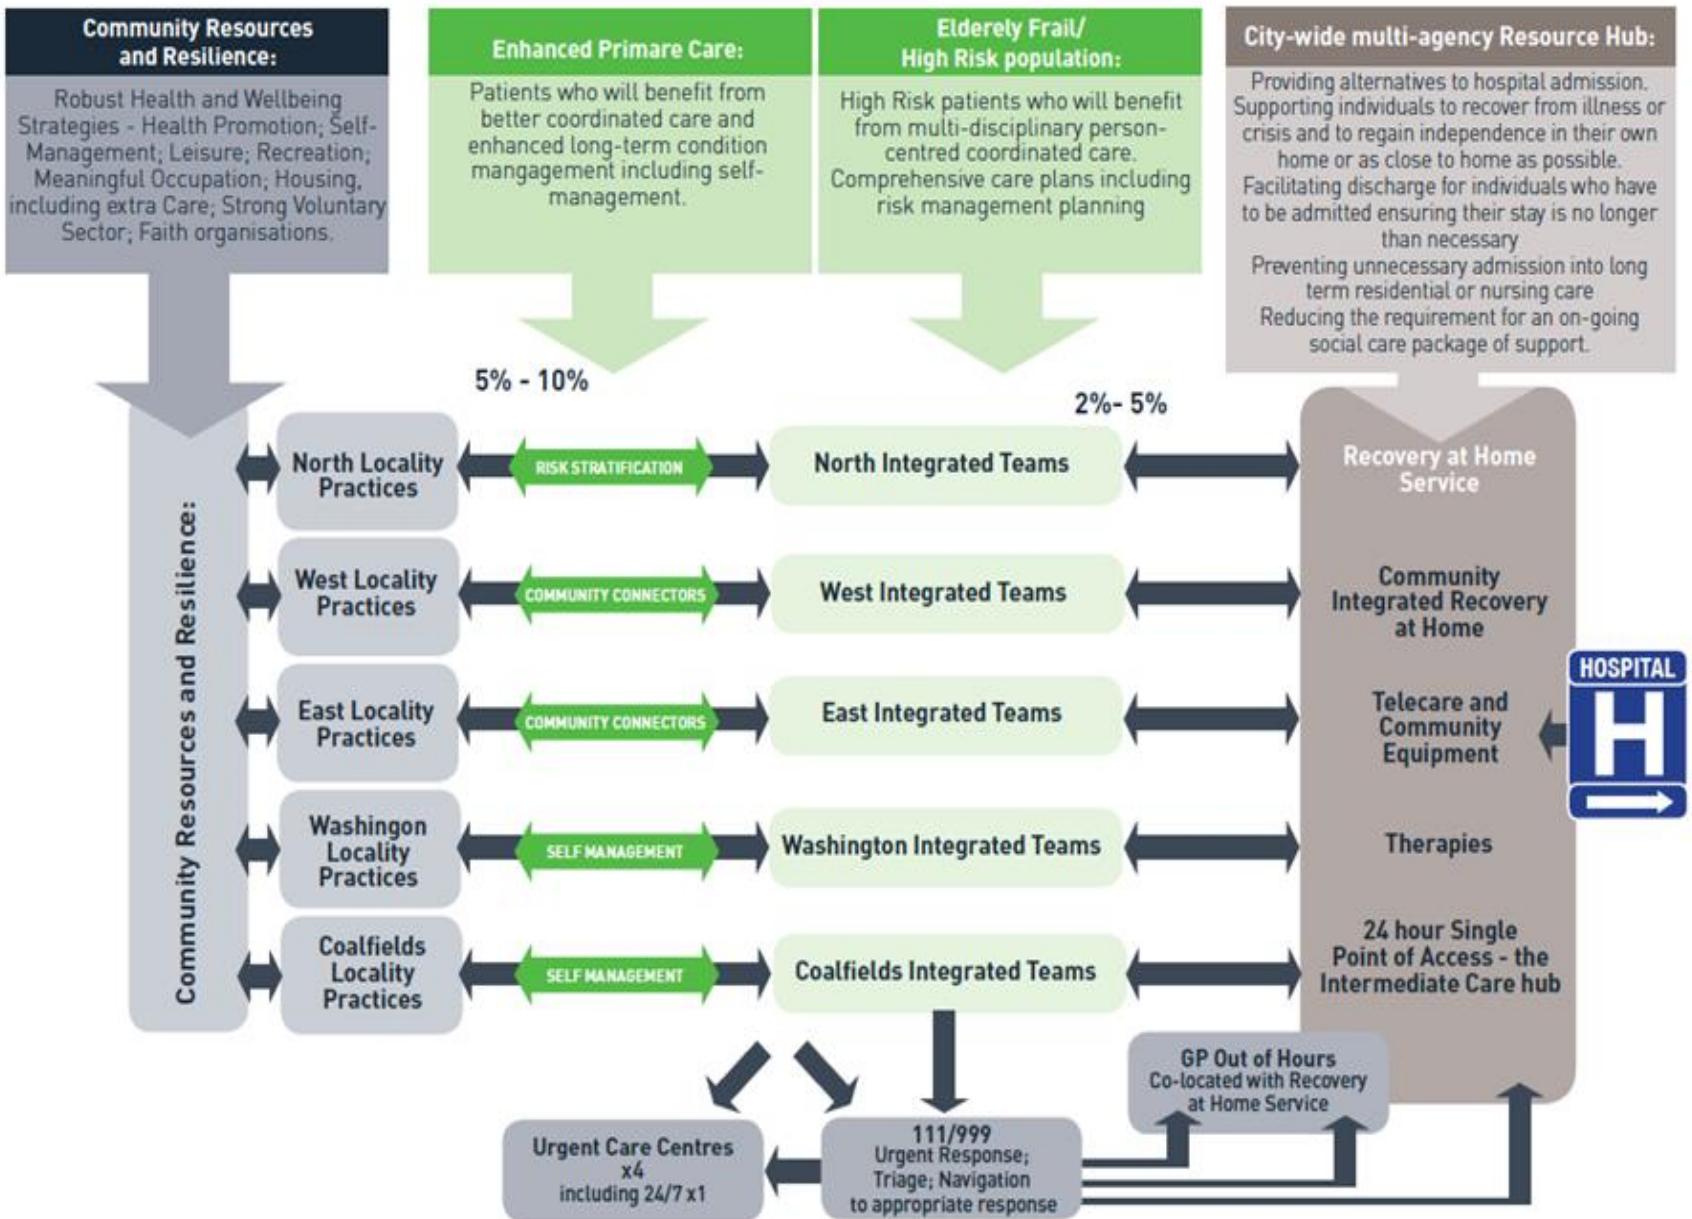 Community Resources
and Resilience:
Robust Health and Wellbeing
Strategies - Health Promotion; Self-
Management; Leisure; Recreation;
Meaningful Occupation; Housing,
including extra Care; Strong Voluntary
Sector; Faith organisations.
Enhanced Primare Care:
Patients who will benefit from
better coordinated care and
enhanced long-term condition
mangagement including self-
management.
Elderely Frail/
High Risk population:
High Risk patients who will benefit
from multi-disciplinary person-
centred coordinated care.
Comprehensive care plans including
risk management planning
City-wide multi-agency Resource Hub:
Providing alternatives to hospital admission.
Supporting individuals to recover from illness or
crisis and to regain independence in their own
home or as close to home as possible.
Facilitating discharge for individuals who have
to be admitted ensuring their stay is no longer
than necessary
Preventing unnecessary admission into long
term residential or nursing care
Reducing the requirement for an on-going
social care package of support.
5% - 10%
2%- 5%
Community Resources and Resilience:
North Locality
Practices
RISK STRATIFICATION
North Integrated Teams
West Locality
Practices
COMMUNITY CONNECTORS
West Integrated Teams
East Locality
Practices
COMMUNITY CONNECTORS
East Integrated Teams
Washingon
Locality
Practices
SELF MANAGEMENT
Washington Integrated Teams
Coalfields
Locality
Practices
SELF MANAGEMENT
Coalfields Integrated Teams
Recovery at Home
Service
Community
Integrated Recovery
at Home
Telecare and
Community
Equipment
Therapies
24 hour Single
Point of Access - the
Intermediate Care hub
HOSPITAL
H
GP Out of Hours
Co-located with Recovery
at Home Service
Urgent Care Centres
x4
including 24/7 x1
111/999
Urgent Response;
Triage; Navigation
to appropriate response